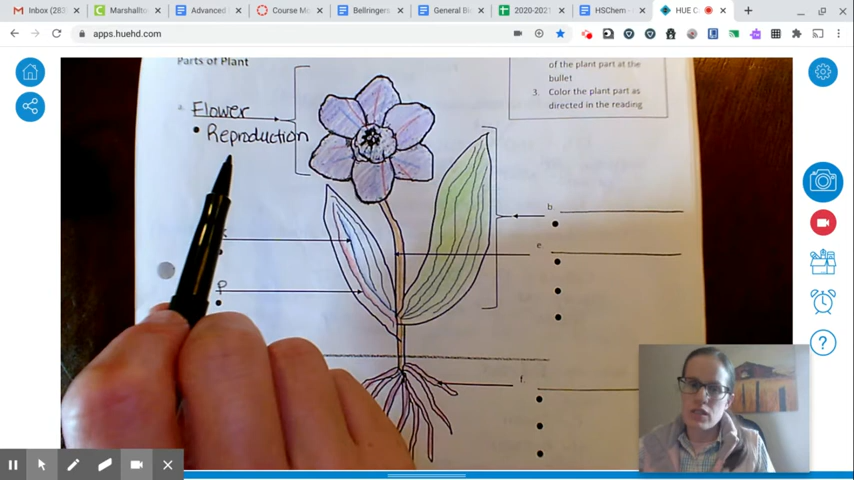 Inbox (283
Marshallto
Advanced
Course Mo
Bellringers
General Bi
2020-2021
HSChem
HUE C
apps.huehd.com
Parts of Plant
of the plant part at the
bullet
3. Color the plant part as
directed in the reading
a. Flower
• Reproduction
b.
e.
P
f.